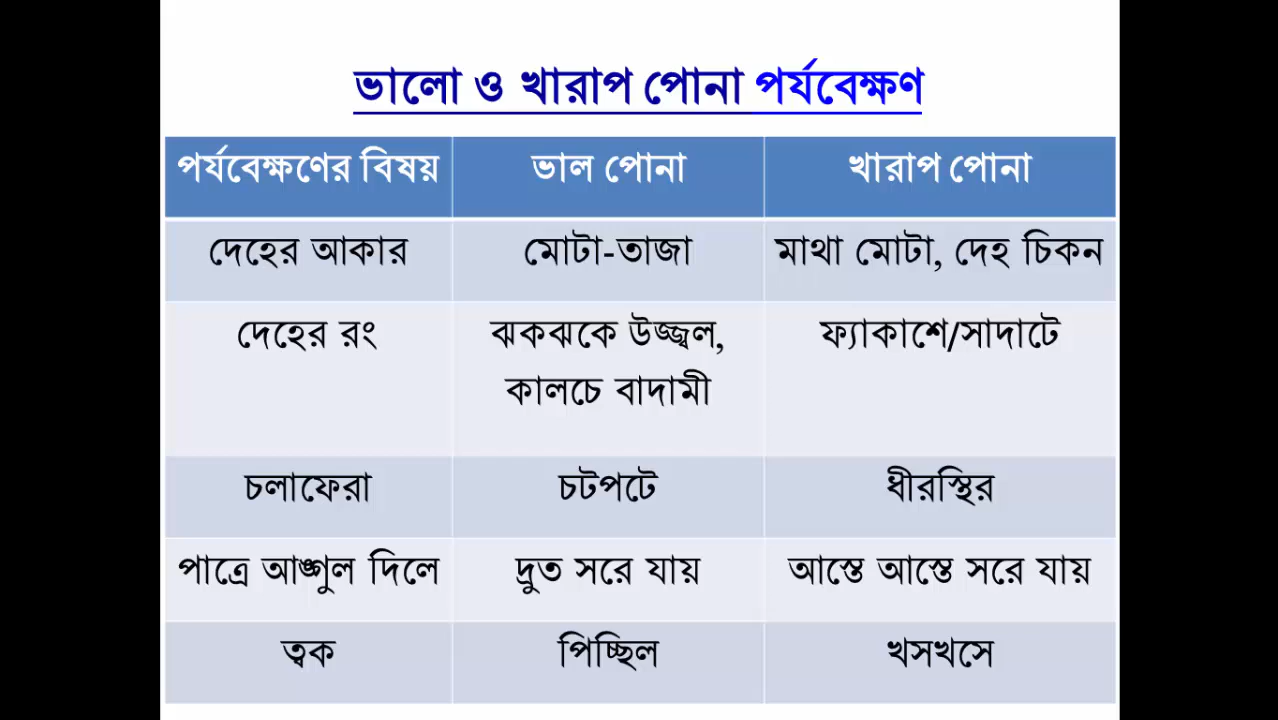 ভালো ও খারাপ পোনা পর্যবেক্ষণ
পর্যবেক্ষণের বিষয় ভাল পোনা খারাপ পোনা
দেহের আকার মোটা-তাজা মাথা মোটা, দেহ চিকন
দেহের রং ঝকঝকে উজ্জ্বল, ফ্যাকাশে/সাদাটে
কালচে বাদামী
চলাফেরা চটপটে ধীরস্থির
পাত্রে আঙ্গুল দিলে দ্রুত সরে যায় আস্তে আস্তে সরে যায়
ত্বক পিচ্ছিল খসখসে